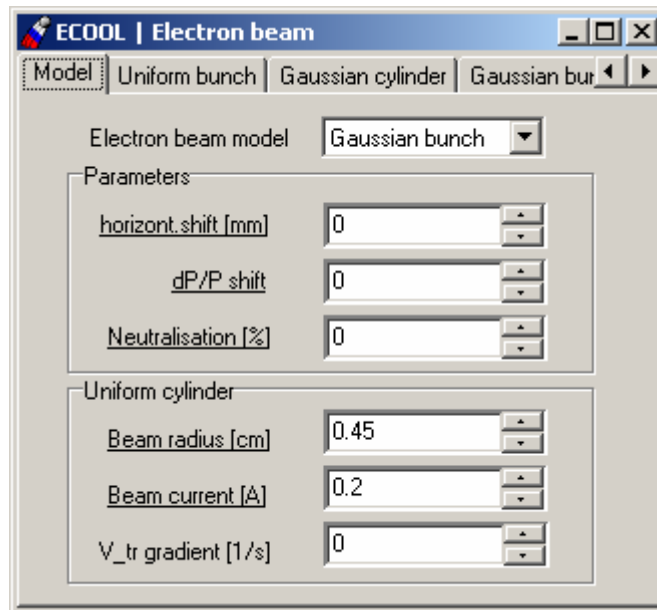 ECOOL | Electron beam
Model Uniform bunch Gaussian cylinder Gaussian bur
Electron beam model Gaussian bunch
Parameters
horizont.shift [mm] 0
dP/P shift 0
Neutralisation [%] 0
Uniform cylinder
Beam radius [cm] 0.45
Beam current [A] 0.2
V_tr gradient [1/s] 0